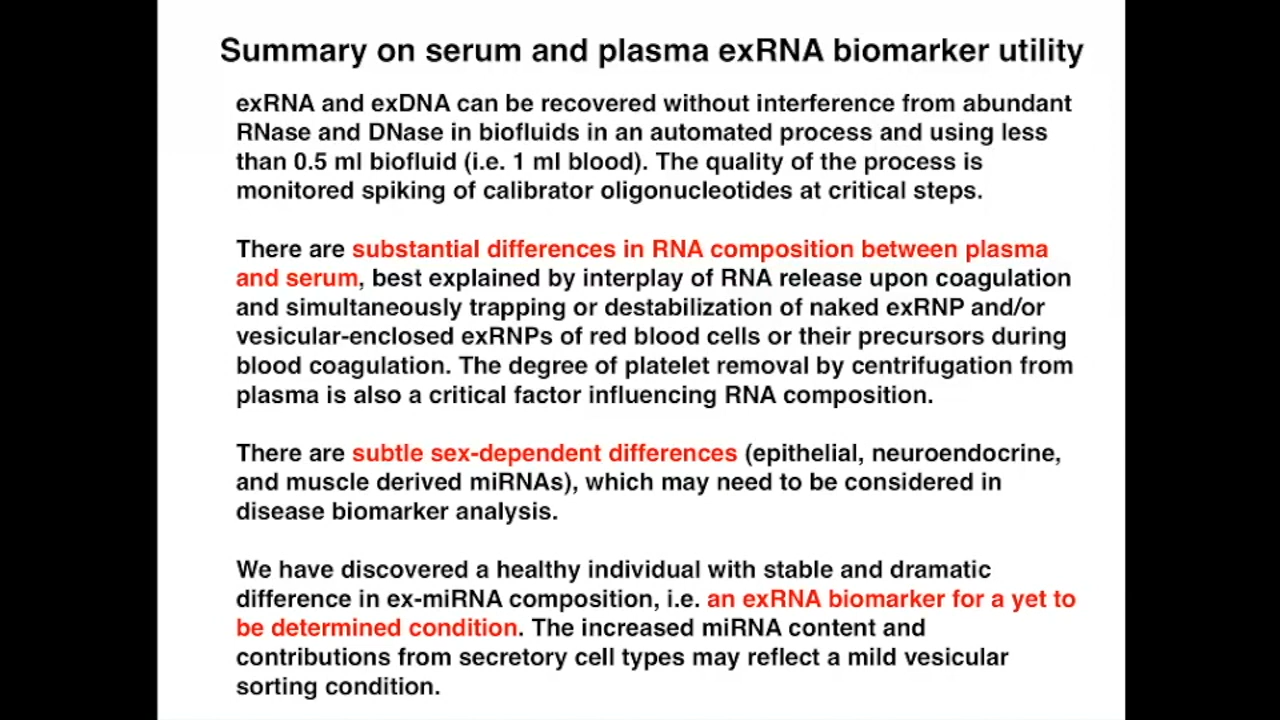 Summary on serum and plasma exRNA biomarker utility
exRNA and exDNA can be recovered without interference from abundant
RNase and DNase in biofluids in an automated process and using less
than 0.5 ml biofluid (i.e. 1 ml blood). The quality of the process is
monitored spiking of calibrator oligonucleotides at critical steps.
There are substantial differences in RNA composition between plasma
and serum, best explained by interplay of RNA release upon coagulation
and simultaneously trapping or destabilization of naked exRNP and/or
vesicular-enclosed exRNPs of red blood cells or their precursors during
blood coagulation. The degree of platelet removal by centrifugation from
plasma is also a critical factor influencing RNA composition.
There are subtle sex-dependent differences (epithelial, neuroendocrine,
and muscle derived miRNAs), which may need to be considered in
disease biomarker analysis.
We have discovered a healthy individual with stable and dramatic
difference in ex-miRNA composition, i.e. an exRNA biomarker for a yet to
be determined condition. The increased miRNA content and
contributions from secretory cell types may reflect a mild vesicular
sorting condition.